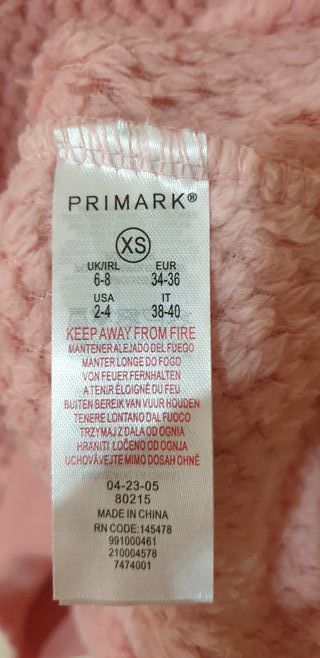 PRIMARK®
XS
UK/IRL EUR
6-8 34-36
USA IT
2-4 38-40
KEEP AWAY FROM FIRE
MANTENER ALEJADO DEL FUEGO
MANTER LONGE DO FOGO
VON FEUER FERNHALTEN
A TENIR ÉLOIGNÉ DU FEU
BUITEN BEREIK VAN VUUR HOUDEN
TENERE LONTANO DAL FUOCO
TRZYMAJ Z DALA OD OGNIA
HRANITI LOČENO OD OGNJA
UCHOVÁVEJTE MIMO DOSAH OHNĚ
04-23-05
80215
MADE IN CHINA
RN CODE: 145478
991000461
210004578
7474001